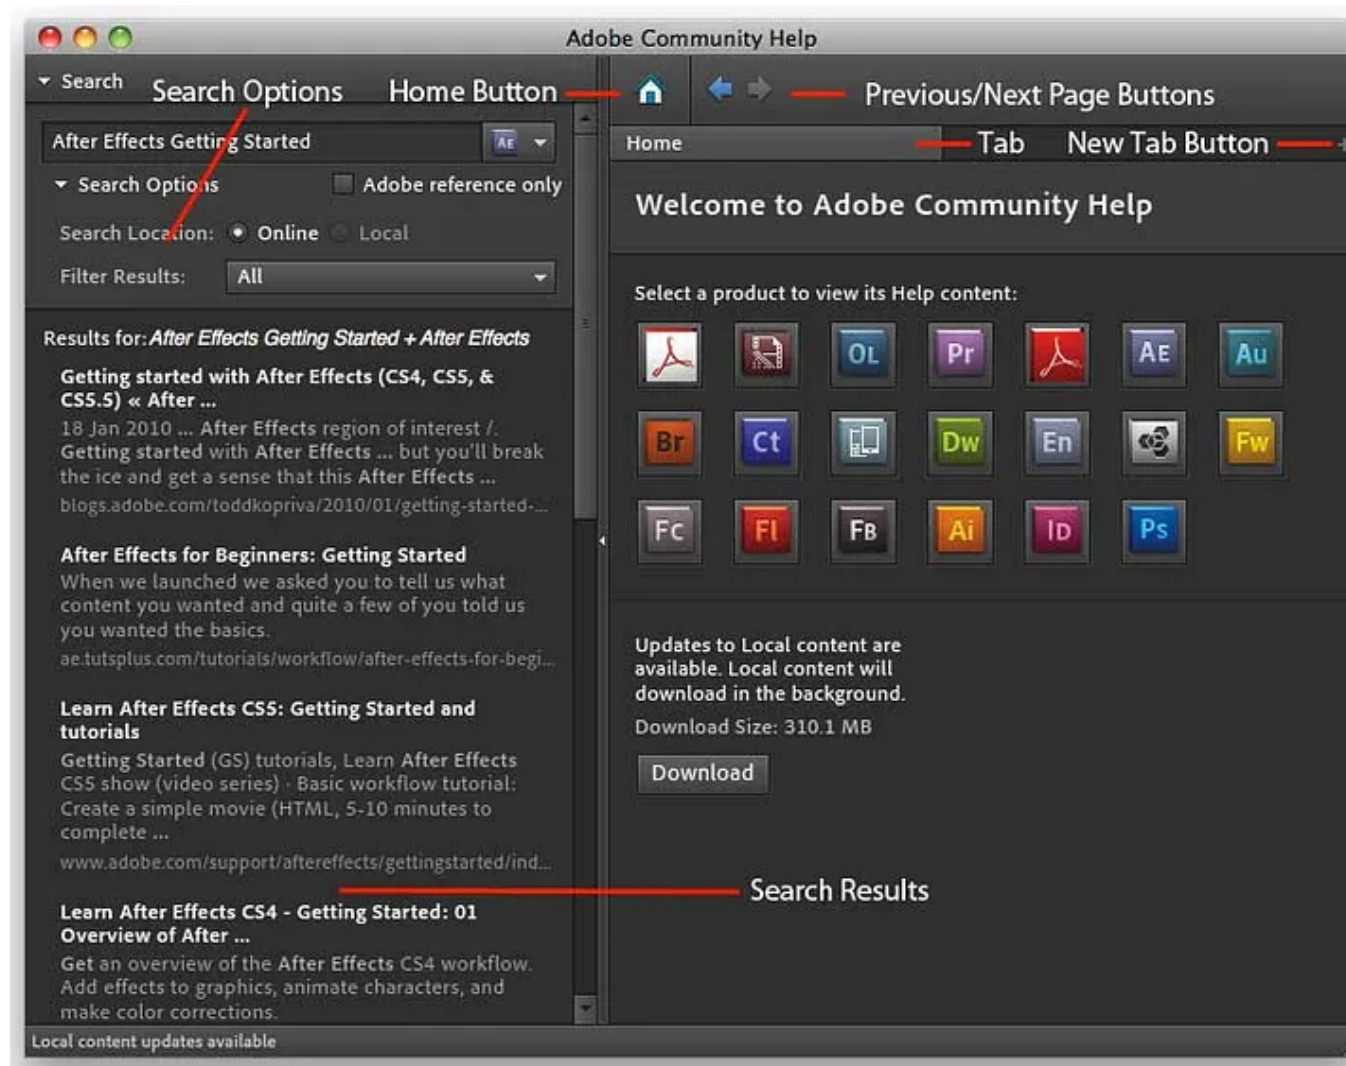 Adobe Community Help
Search
Search Options
Home Button
Previous/Next Page Buttons
After Effects Getting Started
AE
Home
Tab
New Tab Button
Search Options
Adobe reference only
Search Location:
Online
Local
Filter Results:
All
Results for: After Effects Getting Started + After Effects
Getting started with After Effects (CS4, CS5, &
CS5.5) « After ...
18 Jan 2010 ... After Effects region of interest /.
Getting started with After Effects ... but you'll break
the ice and get a sense that this After Effects ...
blogs.adobe.com/toddkopriva/2010/01/getting-started-...
After Effects for Beginners: Getting Started
When we launched we asked you to tell us what
content you wanted and quite a few of you told us
you wanted the basics.
ae.tutsplus.com/tutorials/workflow/after-effects-for-begi...
Learn After Effects CS5: Getting Started and
tutorials
Getting Started (GS) tutorials, Learn After Effects
CS5 show (video series) · Basic workflow tutorial:
Create a simple movie (HTML, 5-10 minutes to
complete ...
www.adobe.com/support/aftereffects/gettingstarted/ind...
Learn After Effects CS4 - Getting Started: 01
Overview of After ...
Get an overview of the After Effects CS4 workflow.
Add effects to graphics, animate characters, and
make color corrections.
Welcome to Adobe Community Help
Select a product to view its Help content:
OL Pr AE Au
Br Ct Dw En Fw
Fc Fl FB Ai ID Ps
Updates to Local content are
available. Local content will
download in the background.
Download Size: 310.1 MB
Download
Search Results
Local content updates available